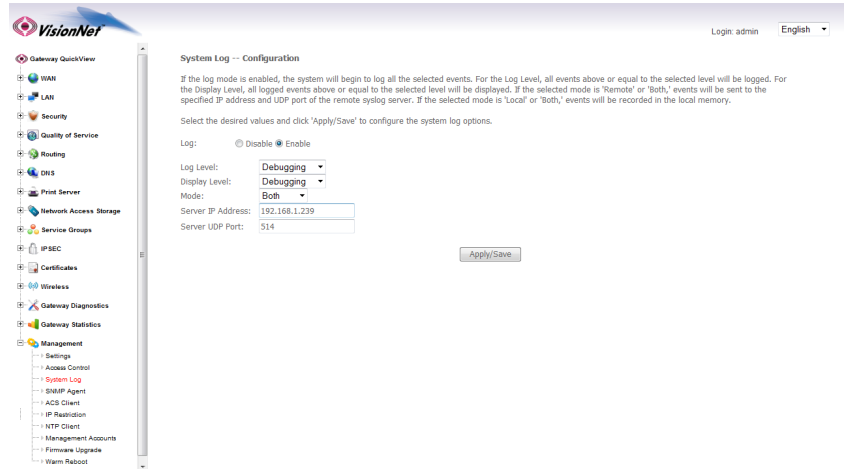 VisionNet
Login: admin
English
Gateway QuickView
WAN
LAN
Security
Quality of Service
Routing
DNS
Print Server
Network Access Storage
Service Groups
IPSEC
Certificates
Wireless
Gateway Diagnostics
Gateway Statistics
Management
Settings
Access Control
System Log
SNMP Agent
ACS Client
IP Restriction
NTP Client
Management Accounts
Firmware Upgrade
Warm Reboot
System Log -- Configuration
If the log mode is enabled, the system will begin to log all the selected events. For the Log Level, all events above or equal to the selected level will be logged. For
the Display Level, all logged events above or equal to the selected level will be displayed. If the selected mode is 'Remote' or 'Both,' events will be sent to the
specified IP address and UDP port of the remote syslog server. If the selected mode is 'Local' or 'Both,' events will be recorded in the local memory.
Select the desired values and click 'Apply/Save' to configure the system log options.
Log: Disable Enable
Log Level: Debugging
Display Level: Debugging
Mode: Both
Server IP Address: 192.168.1.239
Server UDP Port: 514
Apply/Save